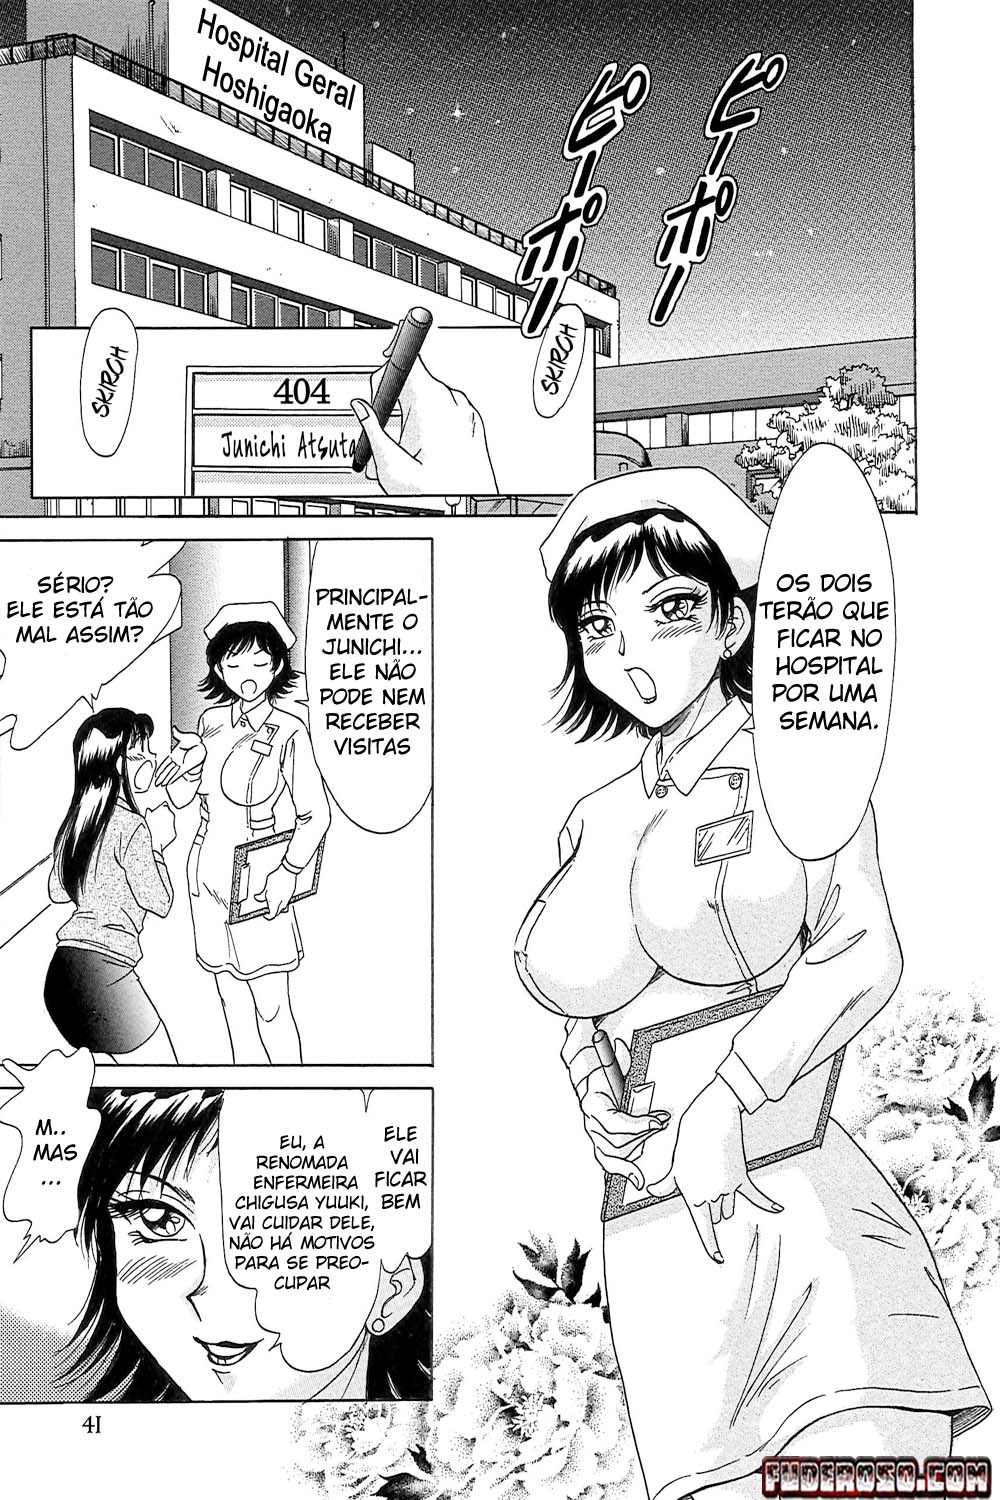 Hospital Geral
Hoshigaoka
ピーポー
ピーポー
SKIRCH
SKIRCH
404
Junichi Atsuta
OS DOIS
TERÃO QUE
FICAR NO
HOSPITAL
POR UMA
SEMANA.
PRINCIPAL-
MENTE O
JUNICHI...
ELE NÃO
PODE NEM
RECEBER
VISITAS
SÉRIO?
ELE ESTÁ TÃO
MAL ASSIM?
ELE
VAI
FICAR
BEM
EU, A
RENOMADA
ENFERMEIRA
CHIGUSA YUUKI,
VAI CUIDAR DELE,
NÃO HÁ MOTIVOS
PARA SE PREO-
CUPAR
M..
MAS
...
41
FUDEROSO.COM